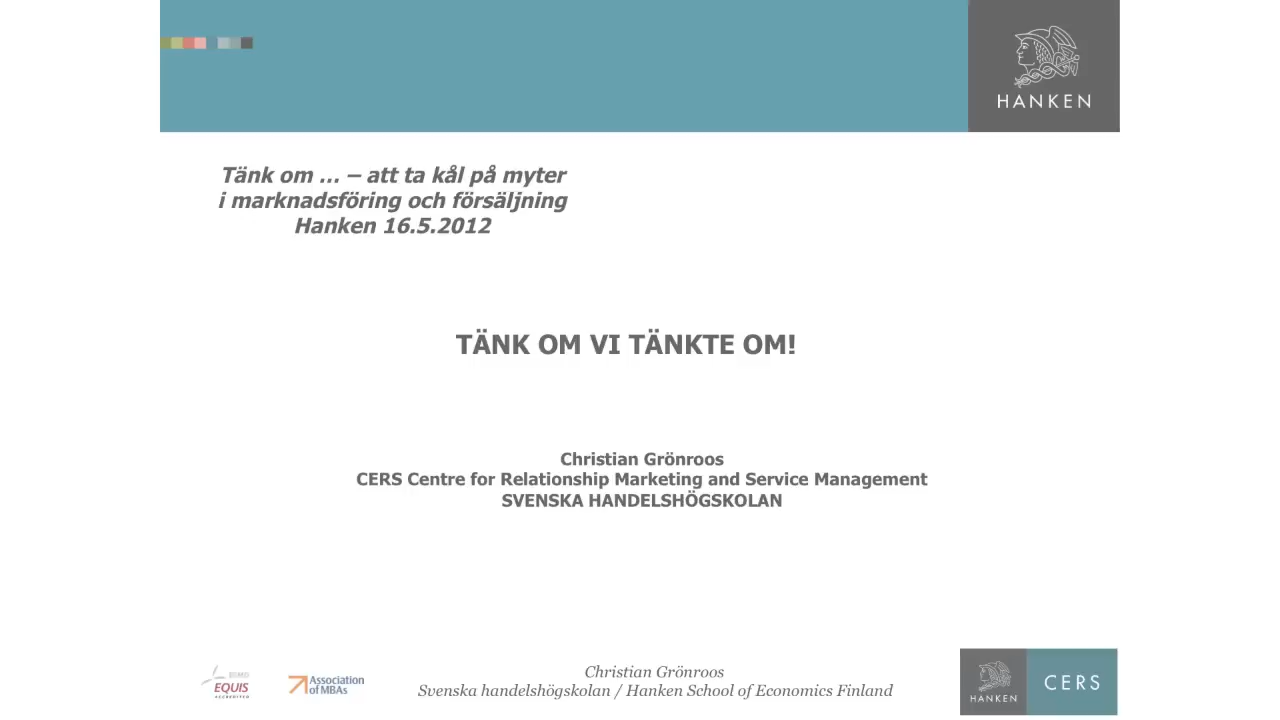 HANKEN
Tänk om … – att ta kål på myter
i marknadsföring och försäljning
Hanken 16.5.2012
TÄNK OM VI TÄNKTE OM!
Christian Grönroos
CERS Centre for Relationship Marketing and Service Management
SVENSKA HANDELSHÖGSKOLAN
EFMD
EQUIS
ACCREDITED
Association
of MBAs
Christian Grönroos
Svenska handelshögskolan / Hanken School of Economics Finland
HANKEN
CERS